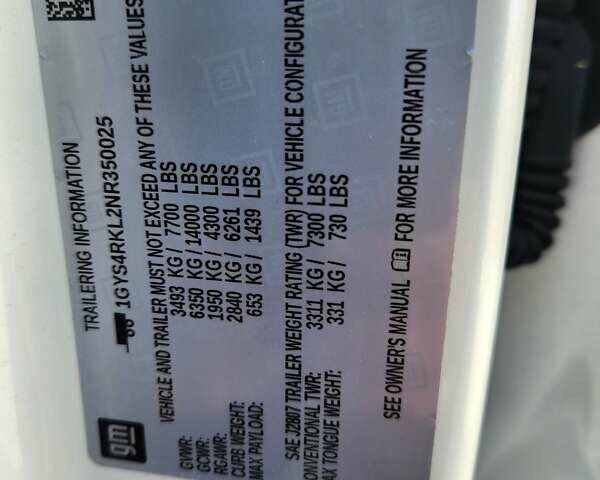 gm
TRAILERING INFORMATION
1GYS4RKL2NR350025
VEHICLE AND TRAILER MUST NOT EXCEED ANY OF THESE VALUES
GVWR: 3493 KG / 7700 LBS
GCWR: 6350 KG / 14000 LBS
RGAWR: 1950 KG / 4300 LBS
CURB WEIGHT: 2840 KG / 6261 LBS
MAX PAYLOAD: 653 KG / 1439 LBS
SAE J2807 TRAILER WEIGHT RATING (TWR) FOR VEHICLE CONFIGURAT
ONVENTIONAL TWR: 3311 KG / 7300 LBS
AX TONGUE WEIGHT: 331 KG / 730 LBS
SEE OWNER'S MANUAL FOR MORE INFORMATION